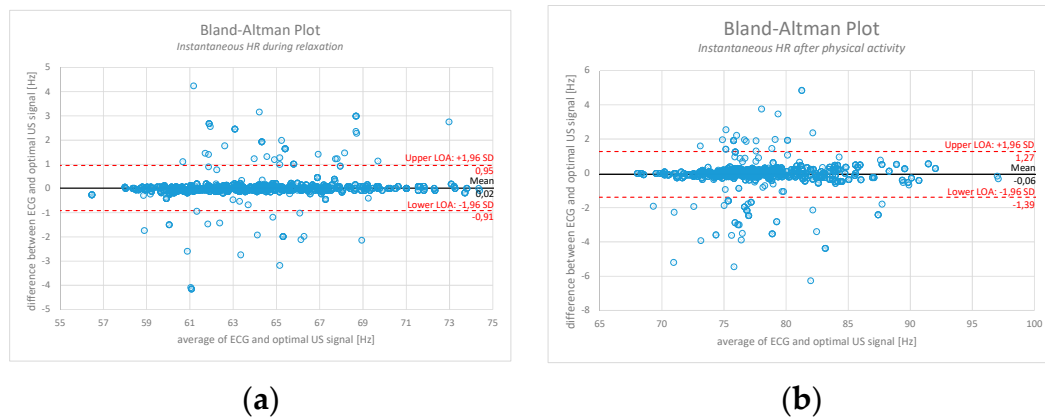 Bland-Altman Plot
Instantaneous HR during relaxation
difference between ECG and optimal US signal [Hz]
5
4
3
2
1
0
-1
-2
-3
-4
-5
Upper LOA: +1,96 SD
0,95
Mean
0,02
Lower LOA: -1,96 SD
-0,91
55 57 59 61 63 65 67 69 71 73 75
average of ECG and optimal US signal [Hz]
(a)
Bland-Altman Plot
Instantaneous HR after physical activity
difference between ECG and optimal US signal [Hz]
6
4
2
0
-2
-4
-6
-8
Upper LOA: +1,96 SD
1,27
Mean
-0,06
Lower LOA: -1,96 SD
-1,39
65 70 75 80 85 90 95 100
average of ECG and optimal US signal [Hz]
(b)